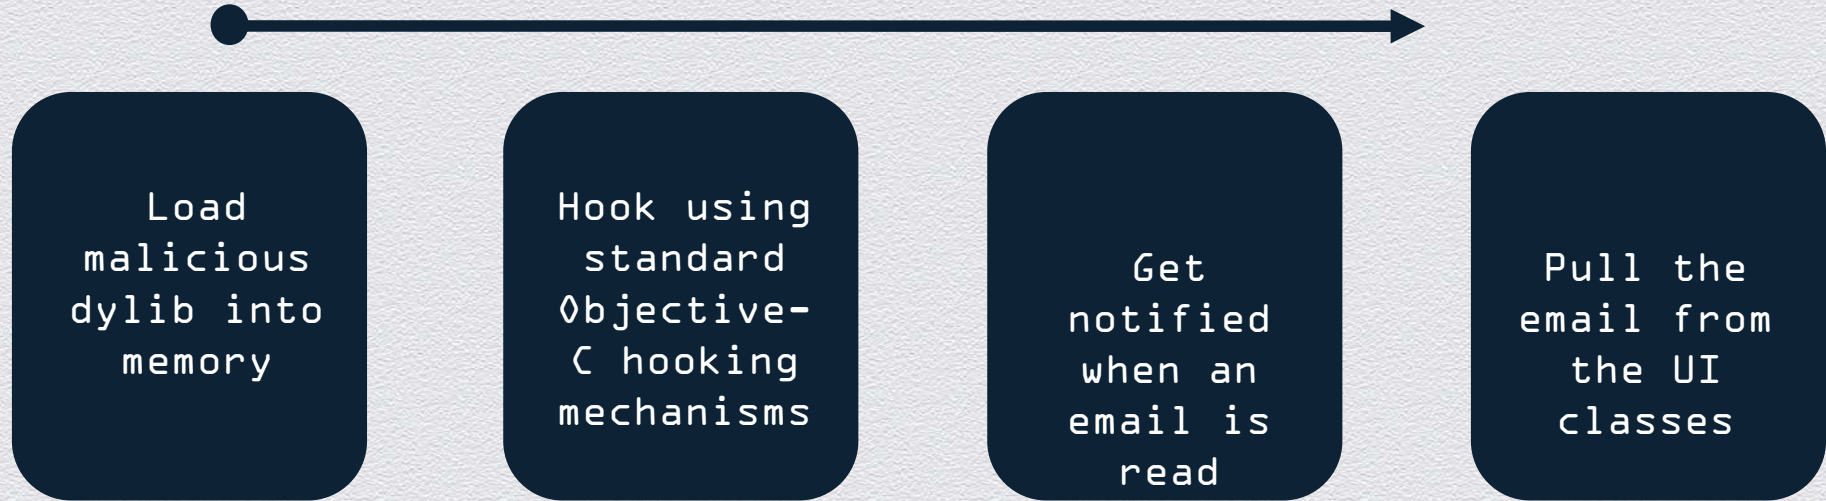 Load
malicious
dylib into
memory
Hook using
standard
Objective-
C hooking
mechanisms
Get
notified
when an
email is
read
Pull the
email from
the UI
classes